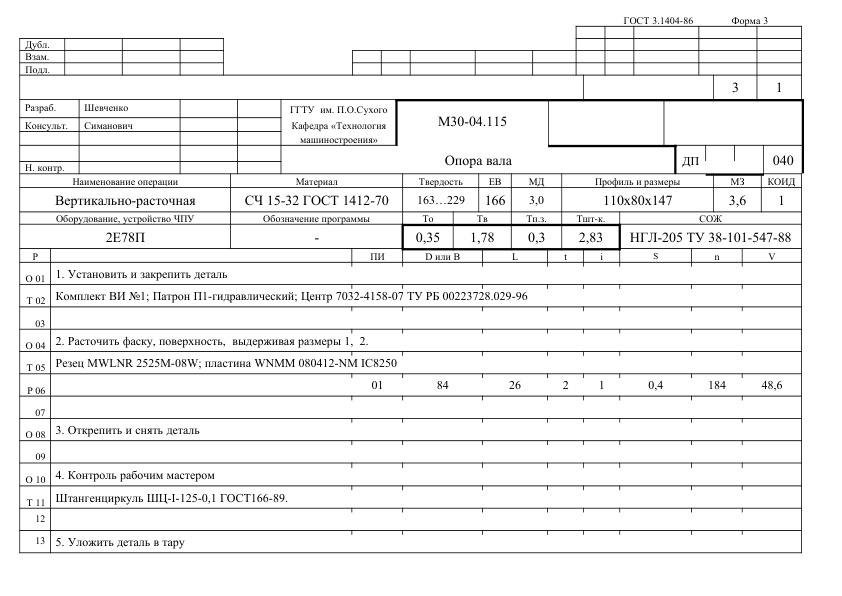 ГОСТ 3.1404-86 Форма 3
Дубл.
Взам.
Подл.
3 1
Разраб. Шевченко
Консульт. Симанович
Н. контр.
ГГТУ им. П.О.Сухого
Кафедра «Технология
машиностроения»
М30-04.115
Опора вала
ДП 040
Наименование операции Материал Твердость ЕВ МД Профиль и размеры МЗ КОИД
Вертикально-расточная СЧ 15-32 ГОСТ 1412-70 163…229 166 3,0 110х80х147 3,6 1
Оборудование, устройство ЧПУ Обозначение программы То Тв Тп.з. Тшт-к. СОЖ
2Е78П - 0,35 1,78 0,3 2,83 НГЛ-205 ТУ 38-101-547-88
Р ПИ D или В L t i S n V
О 01 1. Установить и закрепить деталь
Т 02 Комплект ВИ №1; Патрон П1-гидравлический; Центр 7032-4158-07 ТУ РБ 00223728.029-96
03
О 04 2. Расточить фаску, поверхность, выдерживая размеры 1, 2.
Т 05 Резец MWLNR 2525M-08W; пластина WNMM 080412-NM IC8250
Р 06 01 84 26 2 1 0,4 184 48,6
07
О 08 3. Открепить и снять деталь
09
О 10 4. Контроль рабочим мастером
Т 11 Штангенциркуль ШЦ-I-125-0,1 ГОСТ166-89.
12
13 5. Уложить деталь в тару